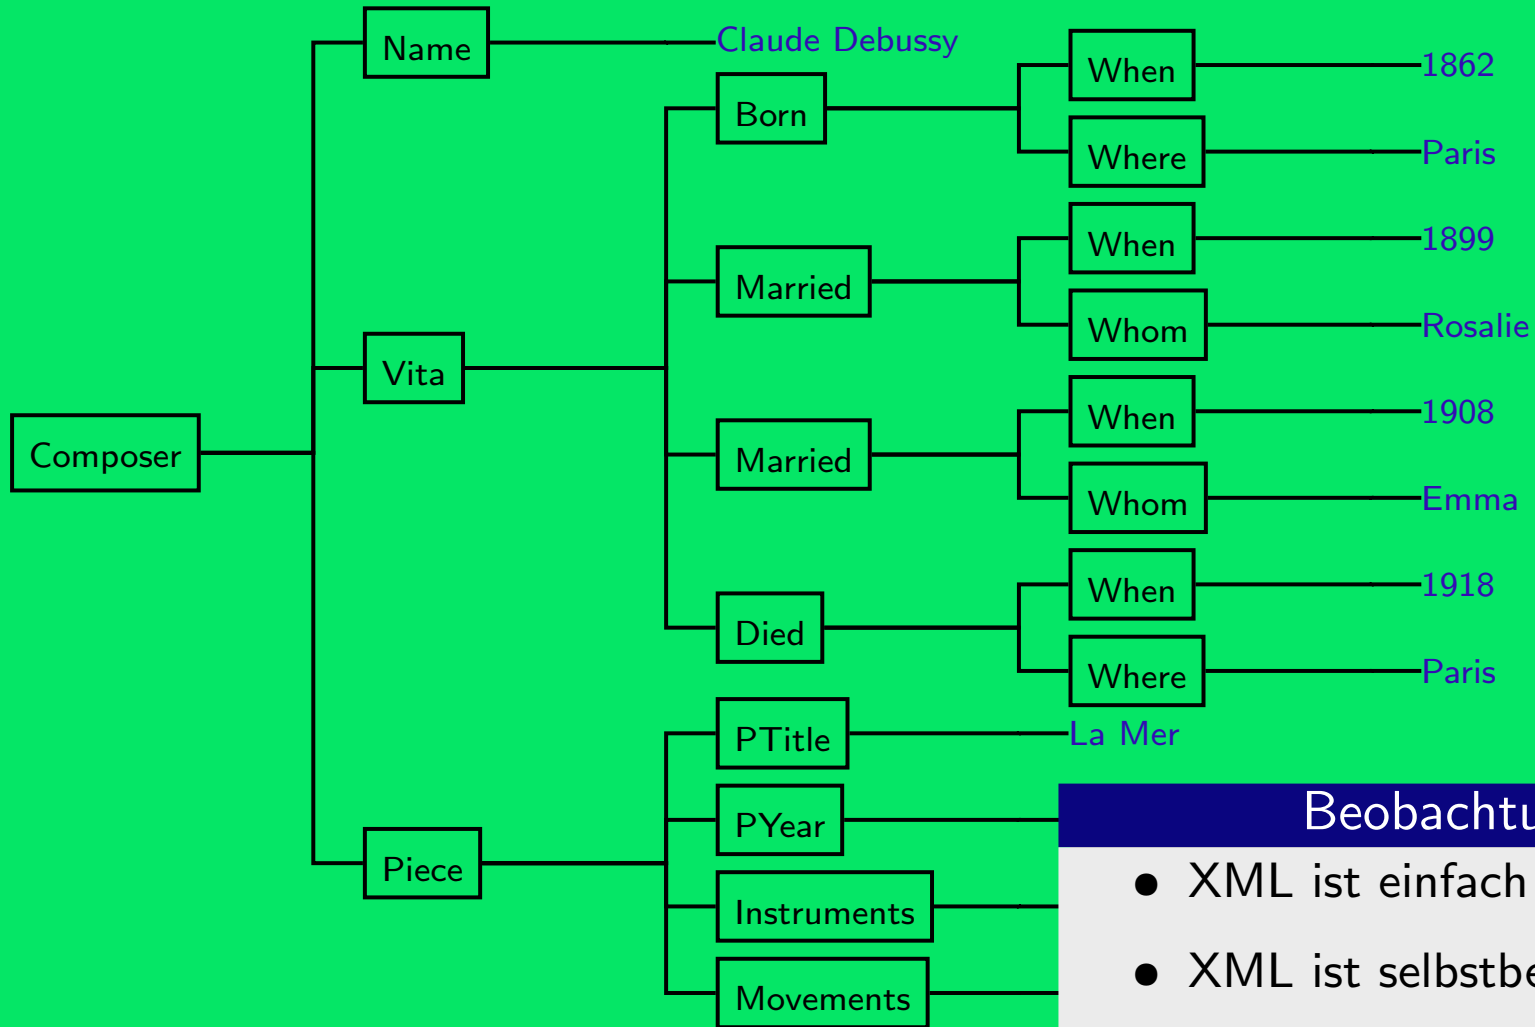 Name Claude Debussy
Born When 1862
Where Paris
Married When 1899
Whom Rosalie
Vita
Married When 1908
Whom Emma
Composer
Died When 1918
Where Paris
PTitle La Mer
PYear
Piece
Instruments
Movements
Beobachtu
• XML ist einfach
• XML ist selbstbe